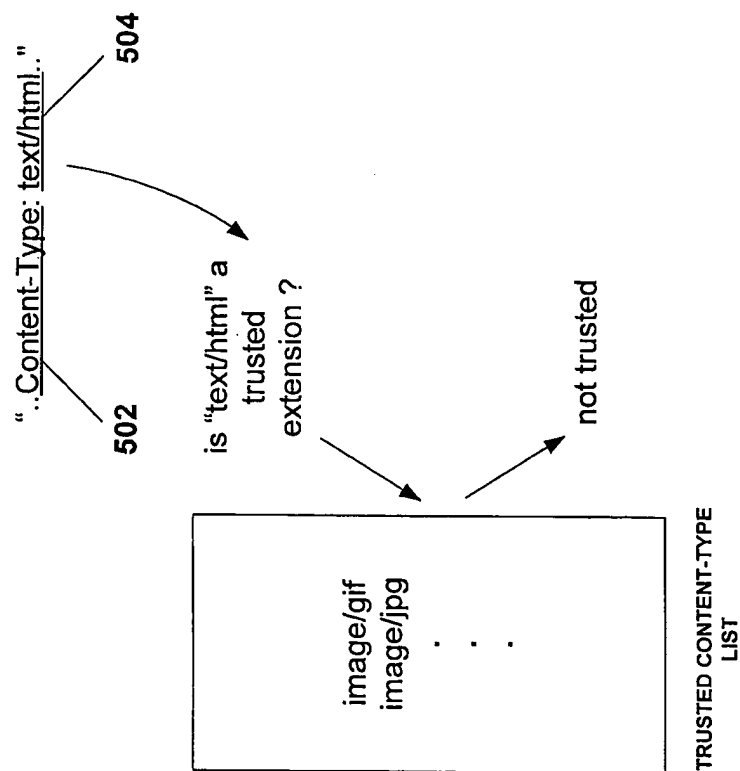 “..Content-Type: text/html.."
502
504
is “text/html” a
trusted
extension ?
not trusted
image/gif
image/jpg
. . .
TRUSTED CONTENT-TYPE
LIST